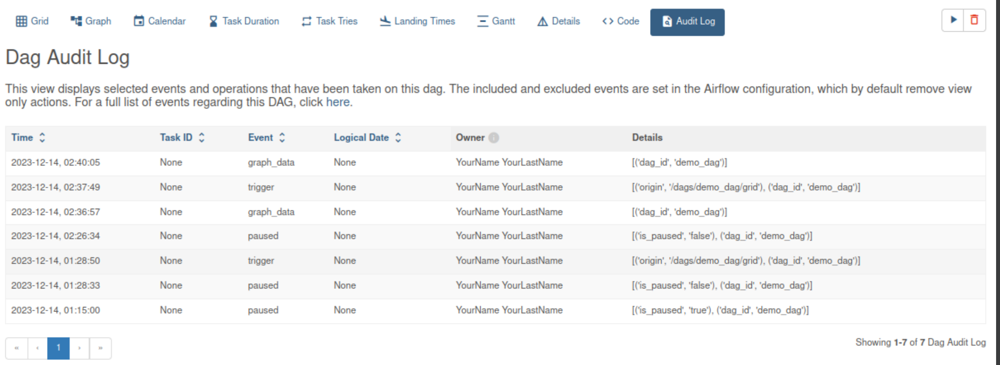 Grid Graph Calendar Task Duration Task Tries Landing Times Gantt Details <> Code Audit Log
Dag Audit Log
This view displays selected events and operations that have been taken on this dag. The included and excluded events are set in the Airflow configuration, which by default remove view
only actions. For a full list of events regarding this DAG, click here.
Time Task ID Event Logical Date Owner Details
2023-12-14, 02:40:05 None graph_data None YourName YourLastName [('dag_id', 'demo_dag')]
2023-12-14, 02:37:49 None trigger None YourName YourLastName [('origin', '/dags/demo_dag/grid'), ('dag_id', 'demo_dag')]
2023-12-14, 02:36:57 None graph_data None YourName YourLastName [('dag_id', 'demo_dag')]
2023-12-14, 02:26:34 None paused None YourName YourLastName [('is_paused', 'false'), ('dag_id', 'demo_dag')]
2023-12-14, 01:28:50 None trigger None YourName YourLastName [('origin', '/dags/demo_dag/grid'), ('dag_id', 'demo_dag')]
2023-12-14, 01:28:33 None paused None YourName YourLastName [('is_paused', 'false'), ('dag_id', 'demo_dag')]
2023-12-14, 01:15:00 None paused None YourName YourLastName [('is_paused', 'true'), ('dag_id', 'demo_dag')]
« ‹ 1 › »
Showing 1-7 of 7 Dag Audit Log